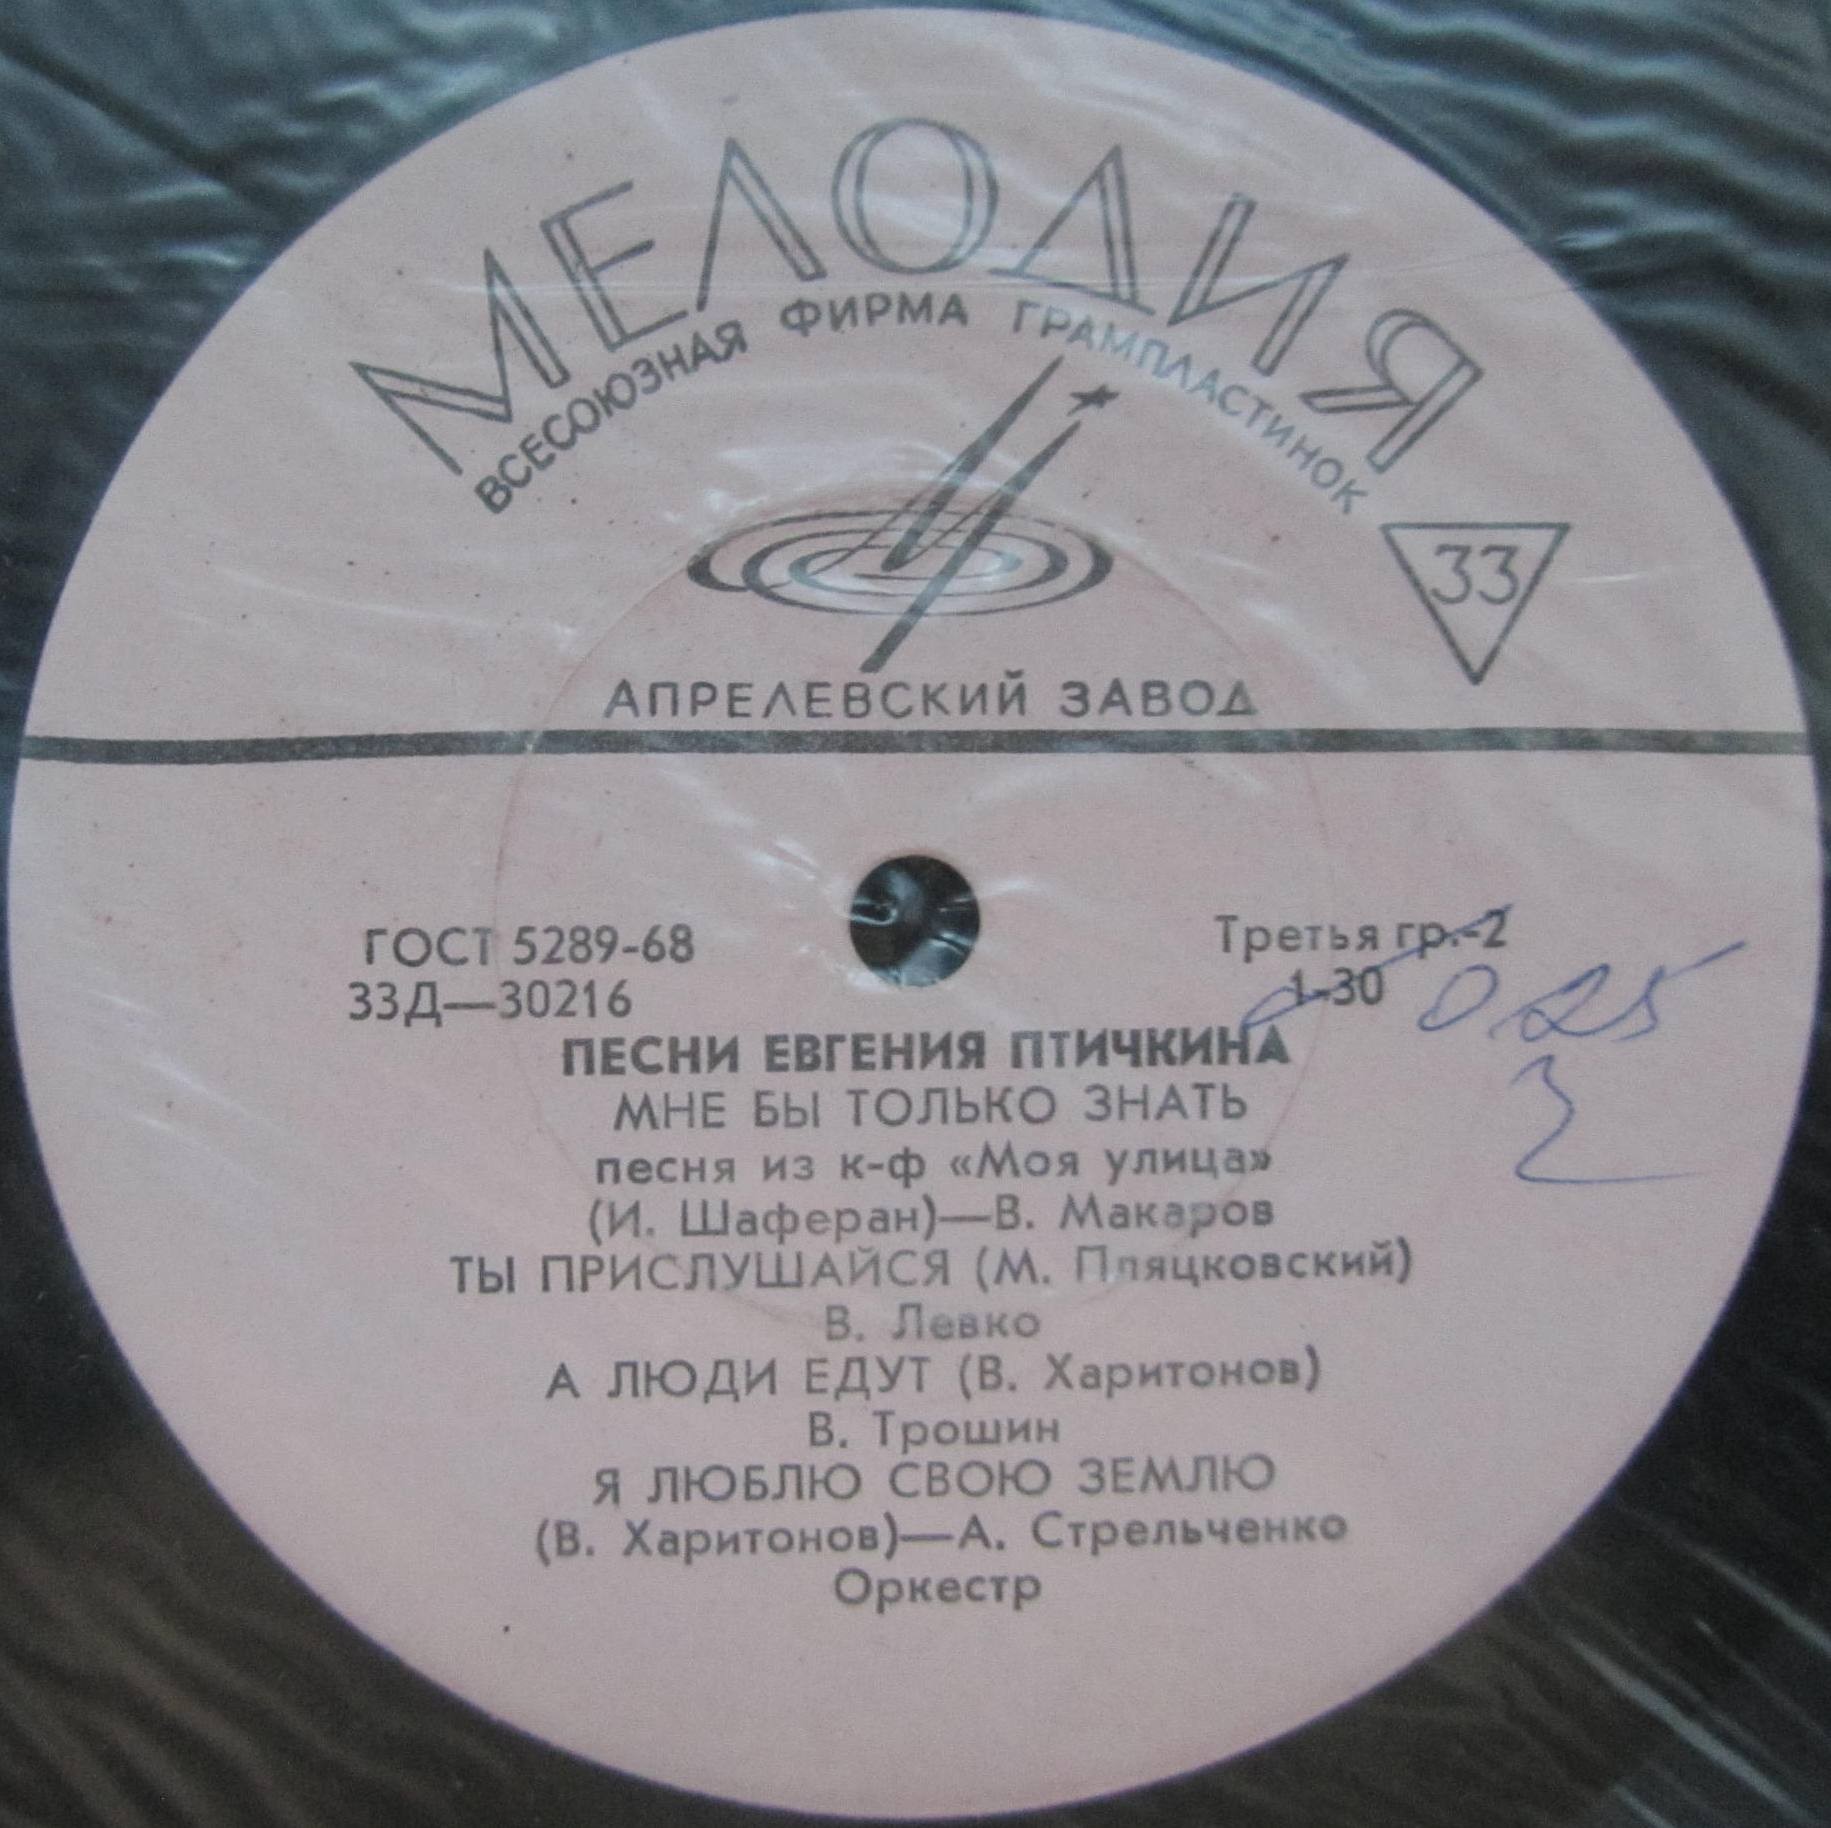 МЕЛОДИЯ
ВСЕСОЮЗНАЯ ФИРМА ГРАМПЛАСТИНОК
33
АПРЕЛЕВСКИЙ ЗАВОД
ГОСТ 5289-68
Третья гр.-2
33Д—30216
1-30
ПЕСНИ ЕВГЕНИЯ ПТИЧКИНА
МНЕ БЫ ТОЛЬКО ЗНАТЬ
песня из к-ф «Моя улица»
(И. Шаферан)—В. Макаров
ТЫ ПРИСЛУШАЙСЯ (М. Пляцковский)
В. Левко
А ЛЮДИ ЕДУТ (В. Харитонов)
В. Трошин
Я ЛЮБЛЮ СВОЮ ЗЕМЛЮ
(В. Харитонов)—А. Стрельченко
Оркестр